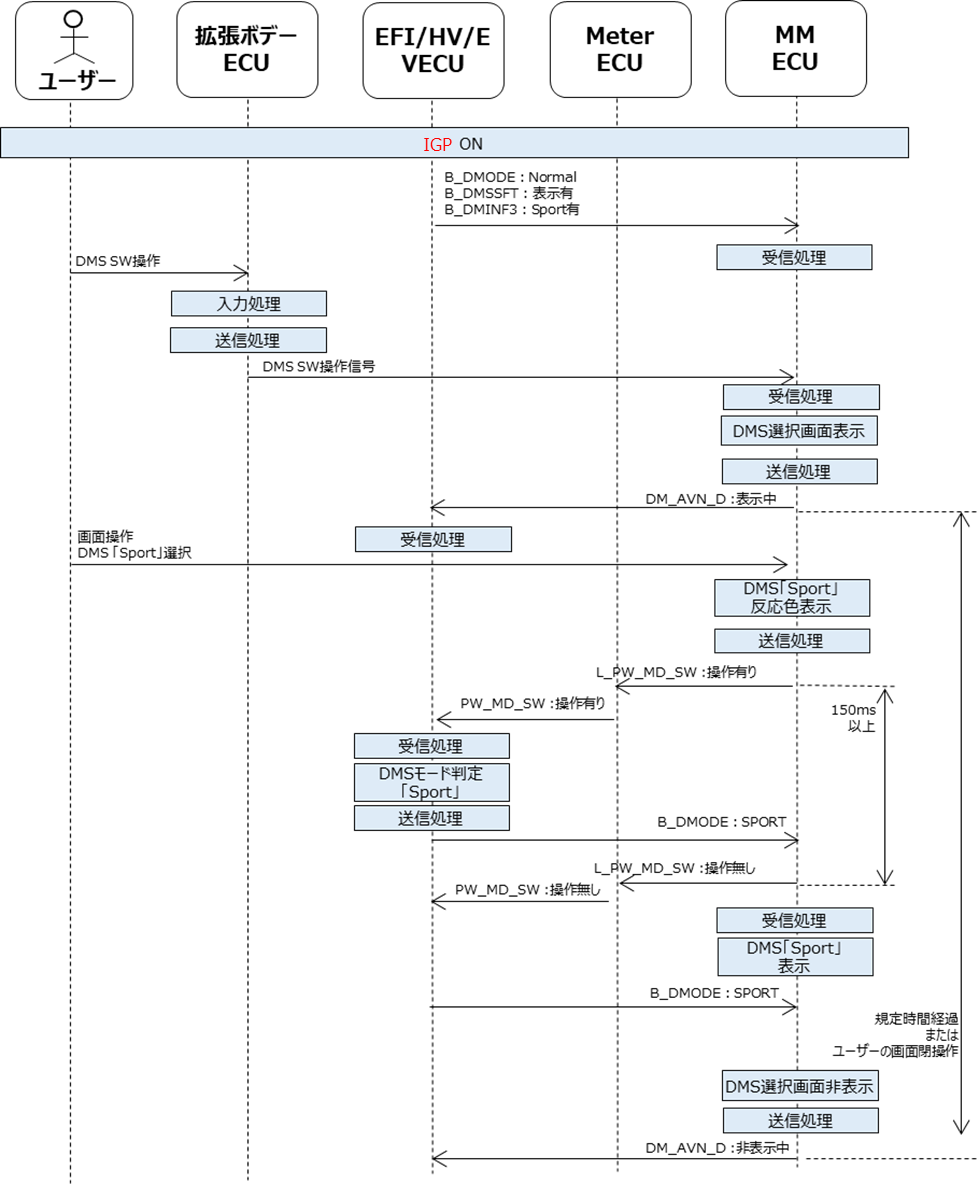 ユーザー
拡張ボデー
ECU
EFI/HV/E
VECU
Meter
ECU
MM
ECU
IGP ON
B_DMODE：Normal
B_DMSSFT：表示有
B_DMINF3：Sport有
受信処理
DMS SW操作
入力処理
送信処理
DMS SW操作信号
受信処理
DMS選択画面表示
送信処理
DM_AVN_D：表示中
受信処理
画面操作
DMS「Sport」選択
DMS「Sport」
反応色表示
送信処理
L_PW_MD_SW：操作有り
PW_MD_SW：操作有り
150ms
以上
受信処理
DMSモード判定
「Sport」
送信処理
B_DMODE：SPORT
L_PW_MD_SW：操作無し
PW_MD_SW：操作無し
受信処理
DMS「Sport」
表示
B_DMODE：SPORT
規定時間経過
または
ユーザーの画面閉操作
DMS選択画面非表示
送信処理
DM_AVN_D：非表示中